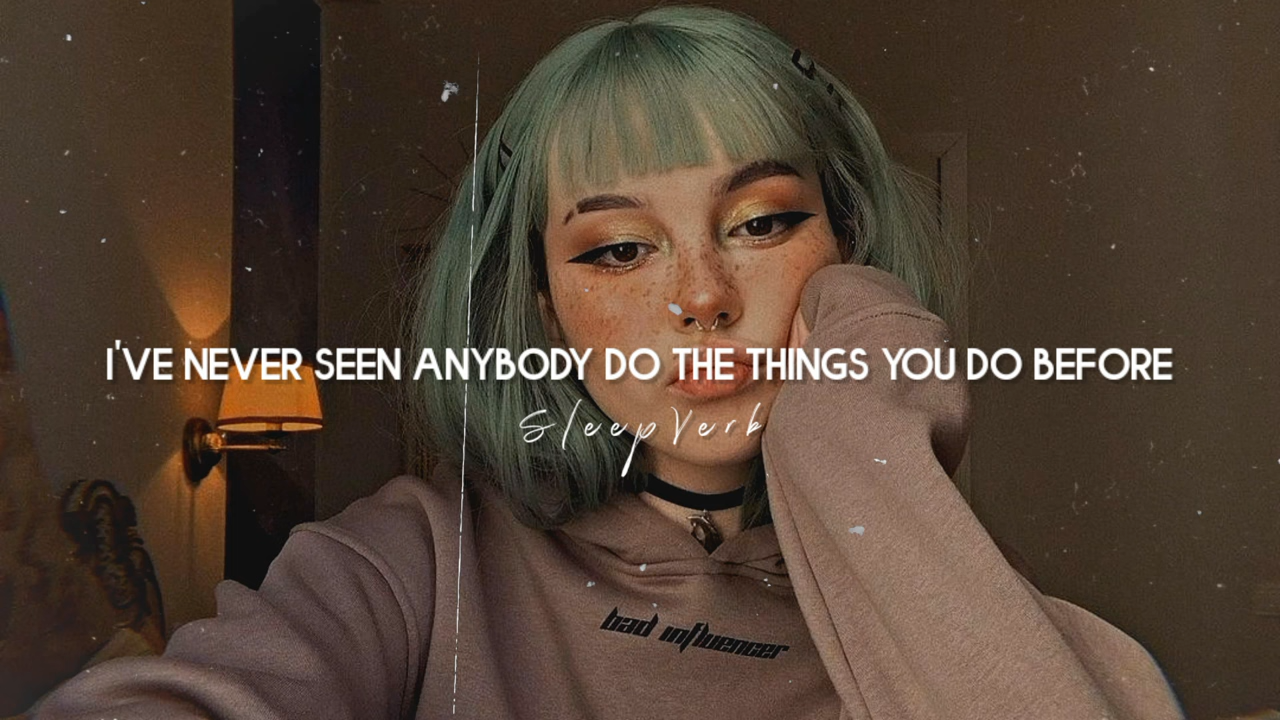 I'VE NEVER SEEN ANYBODY DO THE THINGS YOU DO BEFORE
SleepVerb
bad influencer